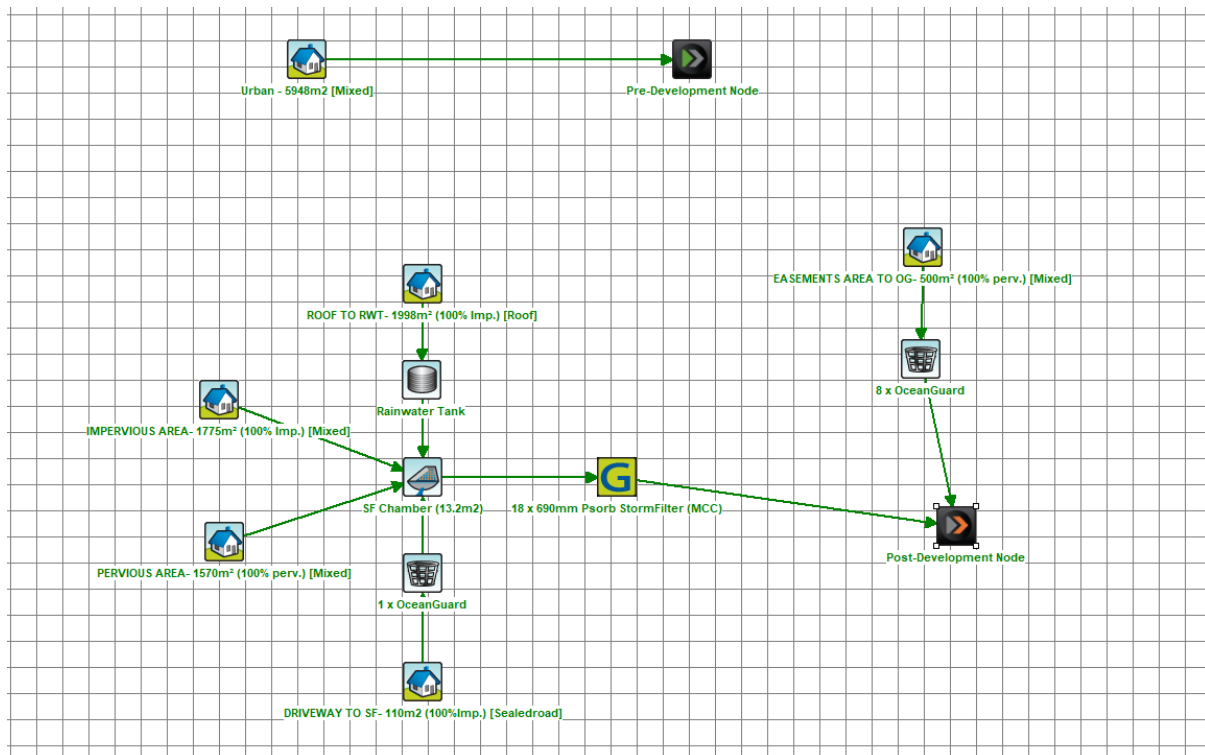 Urban - 5948m2 [Mixed]
Pre-Development Node
EASEMENTS AREA TO OG- 500m² (100% perv.) [Mixed]
ROOF TO RWT- 1998m² (100% Imp.) [Roof]
8 x OceanGuard
Rainwater Tank
IMPERVIOUS AREA- 1775m² (100% Imp.) [Mixed]
SF Chamber (13.2m2)
G
18 x 690mm Psorb StormFilter (MCC)
Post-Development Node
PERVIOUS AREA- 1570m² (100% perv.) [Mixed]
1 x OceanGuard
DRIVEWAY TO SF- 110m2 (100%Imp.) [Sealedroad]